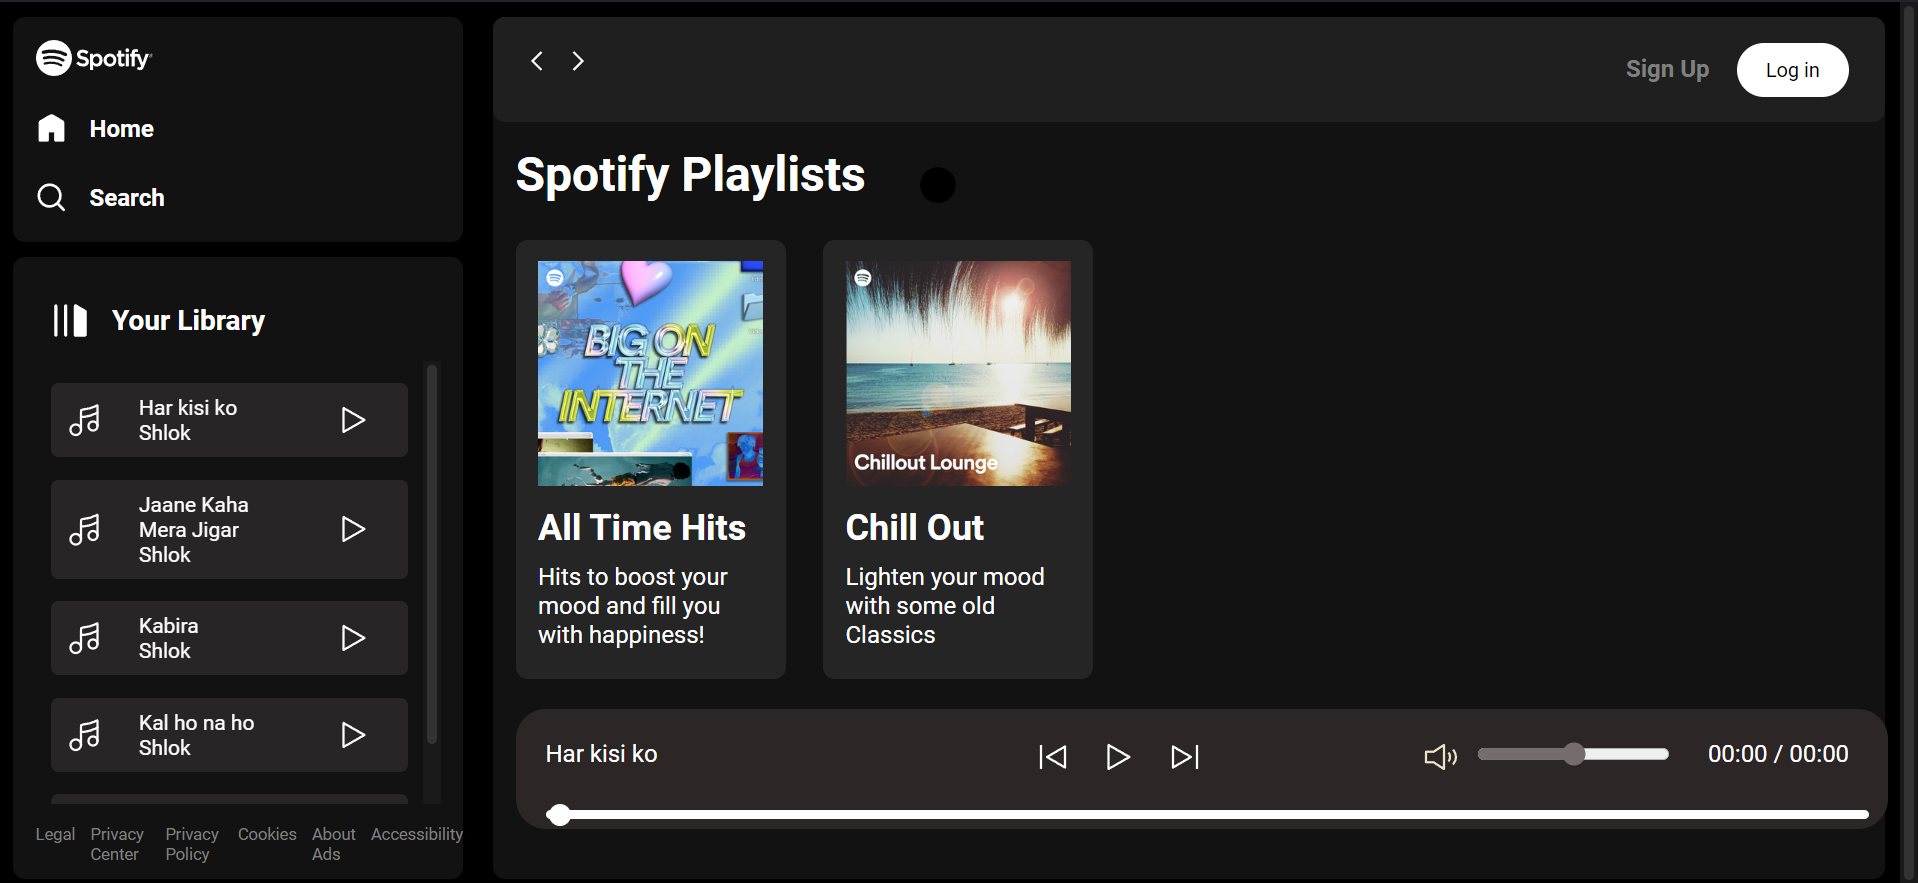 Spotify
Home
Search
Your Library
Har kisi ko
Shlok
Jaane Kaha
Mera Jigar
Shlok
Kabira
Shlok
Kal ho na ho
Shlok
Legal
Privacy
Center
Privacy
Policy
Cookies
About
Ads
Accessibility
Sign Up
Log in
Spotify Playlists
BIG ON
THE
INTERNET
All Time Hits
Hits to boost your
mood and fill you
with happiness!
Chillout Lounge
Chill Out
Lighten your mood
with some old
Classics
Har kisi ko
00:00 / 00:00